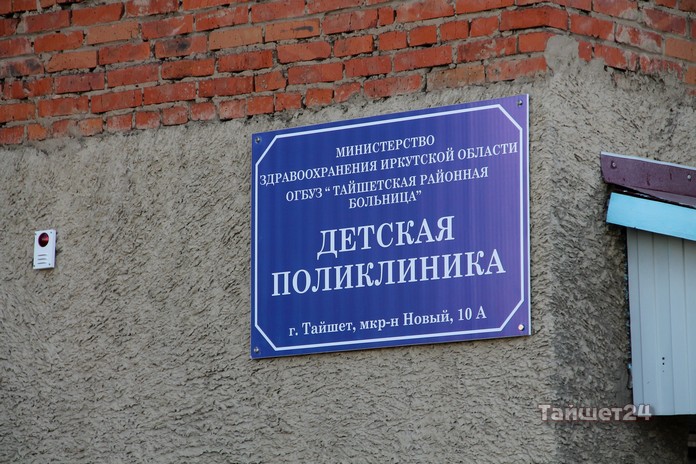 МИНИСТЕРСТВО
ЗДРАВООХРАНЕНИЯ ИРКУТСКОЙ ОБЛАСТИ
ОГБУЗ "ТАЙШЕТСКАЯ РАЙОННАЯ
БОЛЬНИЦА"
ДЕТСКАЯ
ПОЛИКЛИНИКА
г. Тайшет, мкр-н Новый, 10 А
Тайшет24